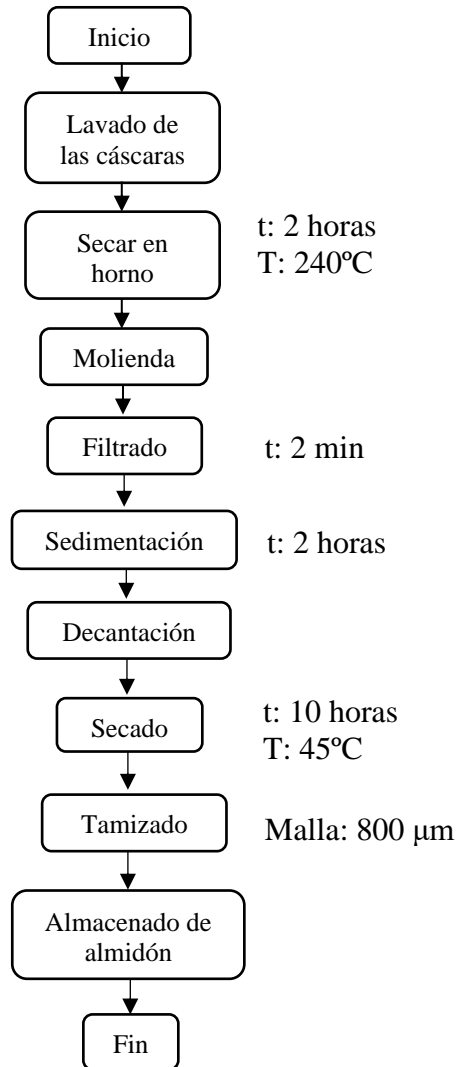 Inicio
Lavado de
las cáscaras
Secar en
horno
t: 2 horas
T: 240ºC
Molienda
Filtrado
t: 2 min
Sedimentación
t: 2 horas
Decantación
Secado
t: 10 horas
T: 45ºC
Tamizado
Malla: 800 μm
Almacenado de
almidón
Fin